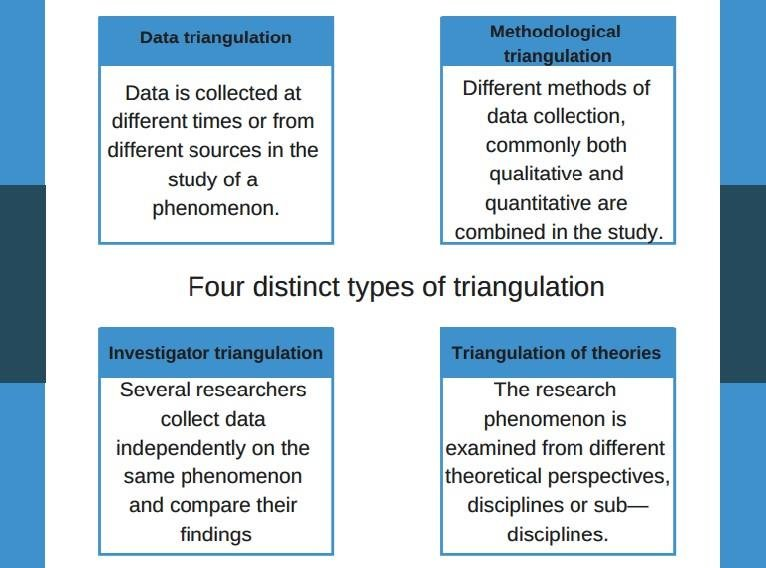 Data triangulation
Data is collected at
different times or from
different sources in the
study of a
phenomenon.
Methodological
triangulation
Different methods of
data collection,
commonly both
qualitative and
quantitative are
combined in the study.
Four distinct types of triangulation
Investigator triangulation
Several researchers
collect data
independently on the
same phenomenon
and compare their
findings
Triangulation of theories
The research
phenomenon is
examined from different
theoretical perspectives,
disciplines or sub—
disciplines.